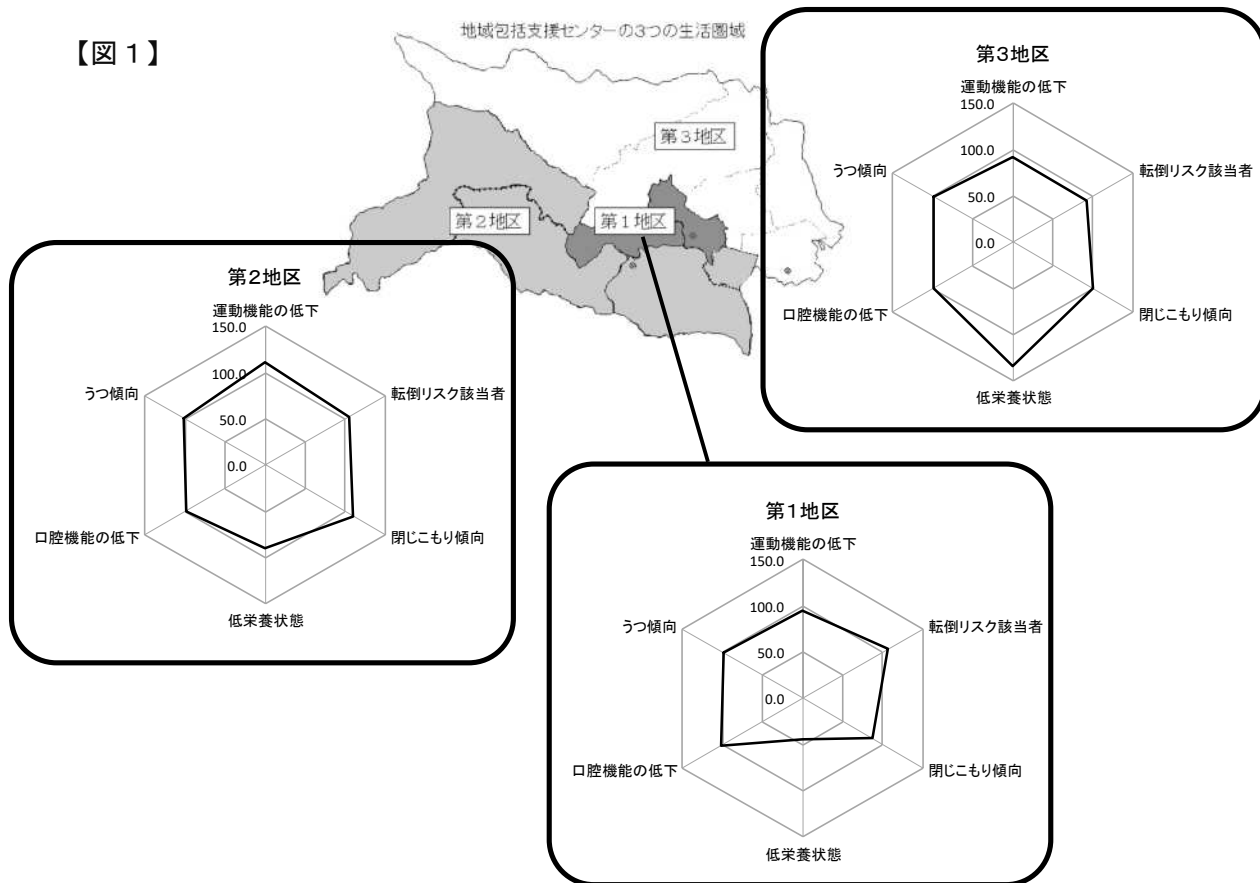 【図1】
地域包括支援センターの3つの生活圏域
第3地区
第2地区
第1地区
第3地区
運動機能の低下
150.0
100.0
50.0
0.0
うつ傾向
転倒リスク該当者
口腔機能の低下
閉じこもり傾向
低栄養状態
第2地区
運動機能の低下
150.0
100.0
50.0
0.0
うつ傾向
転倒リスク該当者
口腔機能の低下
閉じこもり傾向
低栄養状態
第1地区
運動機能の低下
150.0
100.0
50.0
0.0
うつ傾向
転倒リスク該当者
口腔機能の低下
閉じこもり傾向
低栄養状態